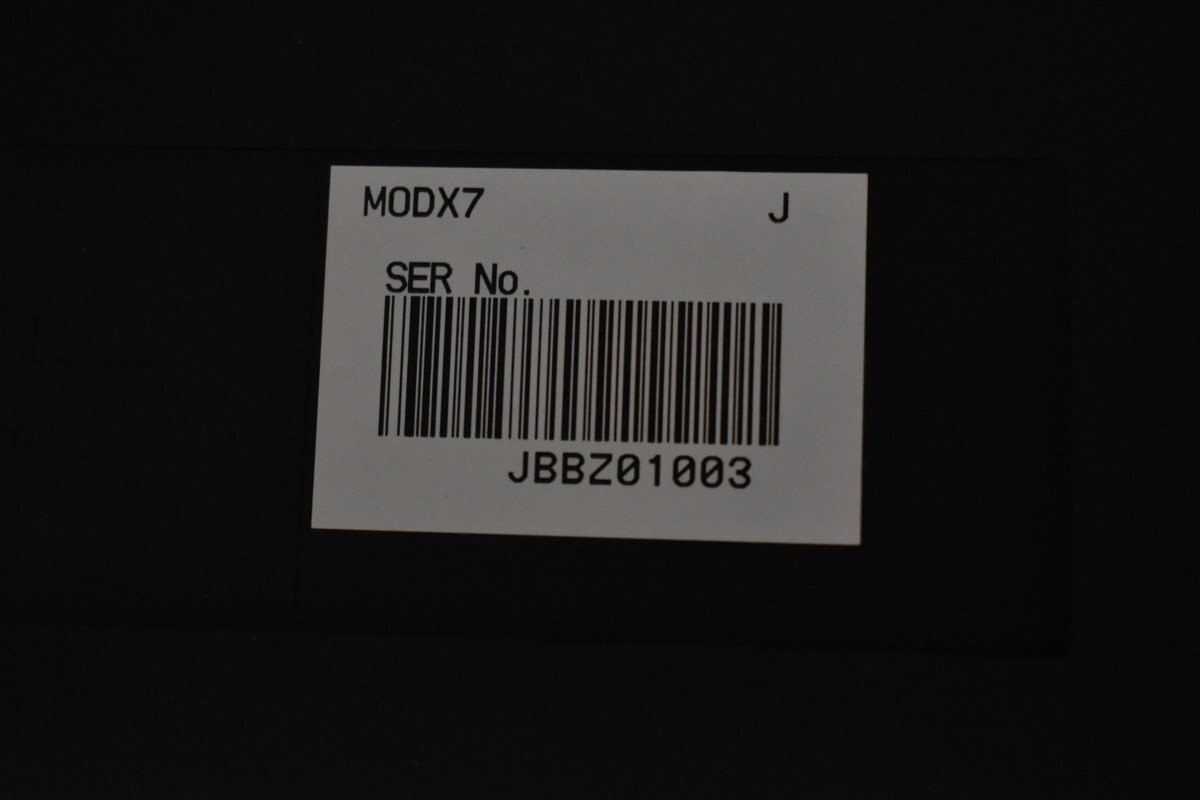 MODX7 J
SER No.
JBBZ01003